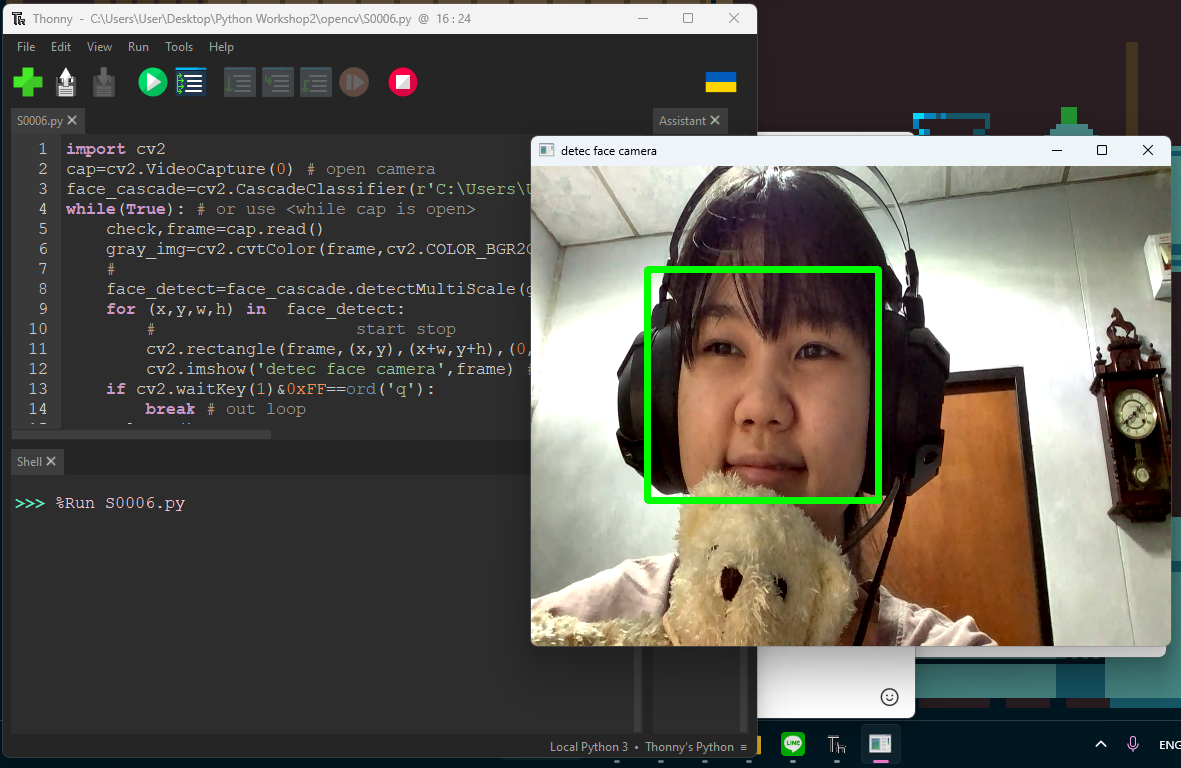 Thonny - C:\Users\User\Desktop\Python Workshop2\opencv\S0006.py @ 16 : 24
File Edit View Run Tools Help
S0006.py
Assistant
1 import cv2
2 cap=cv2.VideoCapture(0) # open camera
3 face_cascade=cv2.CascadeClassifier(r'C:\Users\U
4 while(True): # or use <while cap is open>
5 check,frame=cap.read()
6 gray_img=cv2.cvtColor(frame,cv2.COLOR_BGR2G
7 #
8 face_detect=face_cascade.detectMultiScale(g
9 for (x,y,w,h) in face_detect:
10 # start stop
11 cv2.rectangle(frame,(x,y),(x+w,y+h),(0,
12 cv2.imshow('detec face camera',frame) #
13 if cv2.waitKey(1)&0xFF==ord('q'):
14 break # out loop
detec face camera
Shell
>>> %Run S0006.py
Local Python 3 • Thonny's Python ≡
LINE
Th
ENG